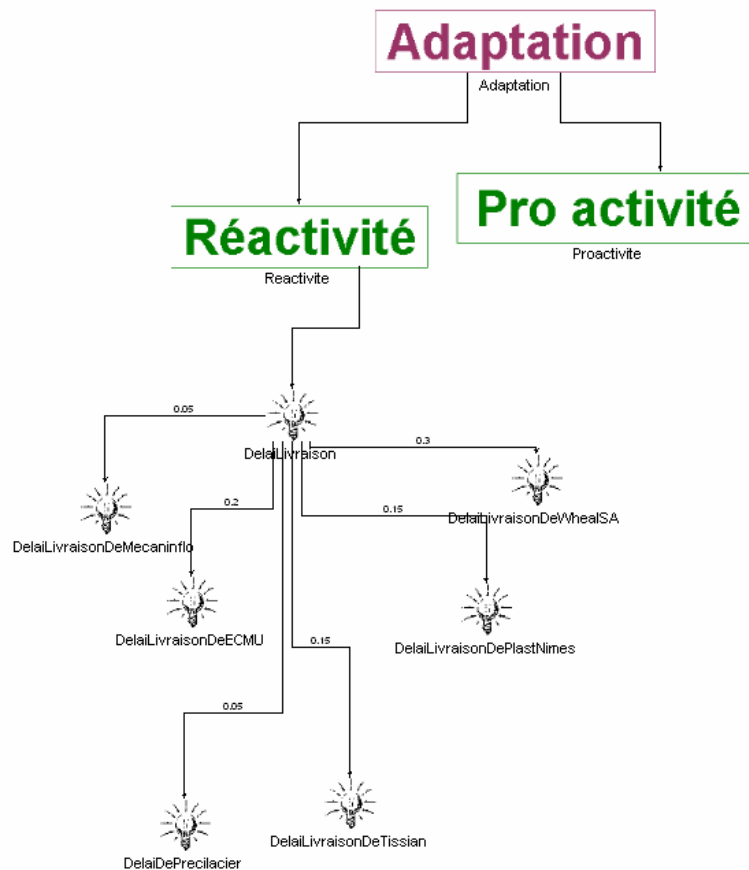 Adaptation
Adaptation
Réactivité
Reactivite
Pro activité
Proactivite
DelaiLivraison
0.05
0.3
DelaiLivraisonDeMecaninflo
0.2
0.15
DelaiLivraisonDeWhealSA
DelaiLivraisonDeECMU
DelaiLivraisonDePlastNimes
0.15
0.05
DelaiLivraisonDeTissian
DelaiDePrecilacier